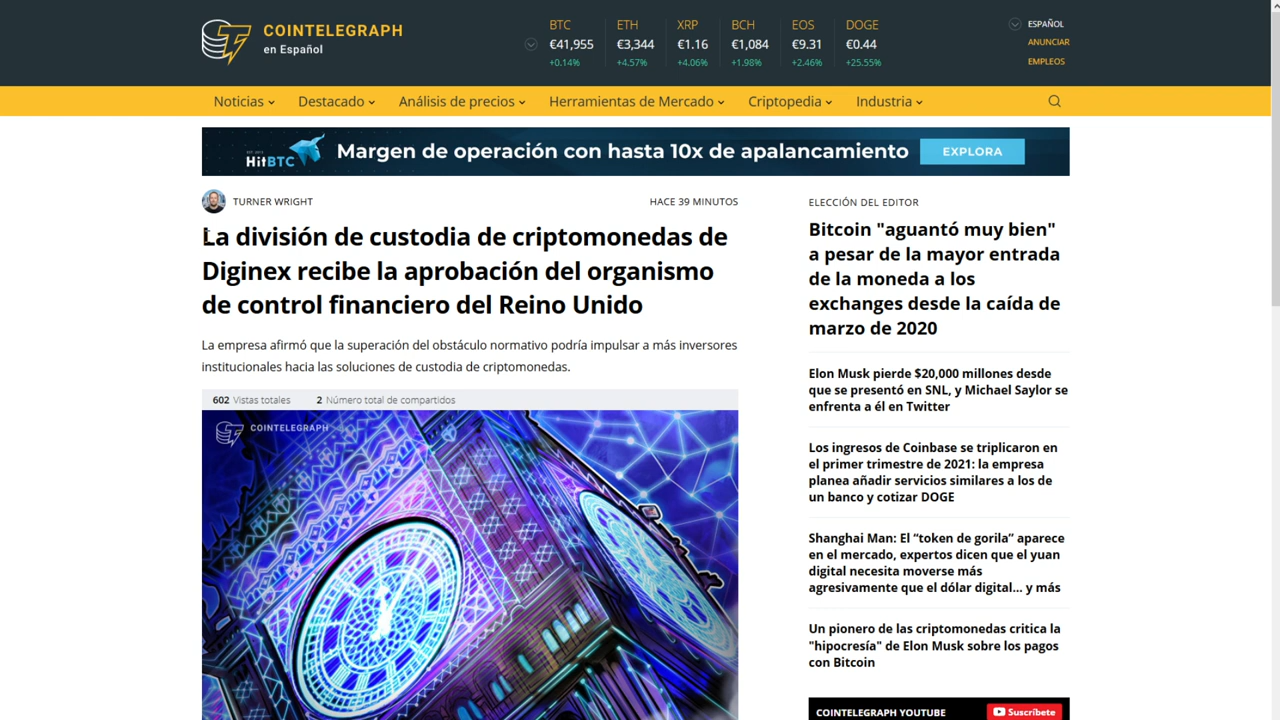 COINTELEGRAPH
en Español
BTC ETH XRP BCH EOS DOGE
€41,955 €3,344 €1.16 €1,084 €9.31 €0.44
+0.14% +4.57% +4.06% +1.98% +2.46% +25.55%
ESPAÑOL
ANUNCIAR
EMPLEOS
Noticias Destacado Análisis de precios Herramientas de Mercado Criptopedia Industria
HitBTC Margen de operación con hasta 10x de apalancamiento EXPLORA
TURNER WRIGHT HACE 39 MINUTOS
La división de custodia de criptomonedas de
Diginex recibe la aprobación del organismo
de control financiero del Reino Unido
La empresa afirmó que la superación del obstáculo normativo podría impulsar a más inversores
institucionales hacia las soluciones de custodia de criptomonedas.
602 Vistas totales 2 Número total de compartidos
COINTELEGRAPH
ELECCIÓN DEL EDITOR
Bitcoin "aguantó muy bien"
a pesar de la mayor entrada
de la moneda a los
exchanges desde la caída de
marzo de 2020
Elon Musk pierde $20,000 millones desde
que se presentó en SNL, y Michael Saylor se
enfrenta a él en Twitter
Los ingresos de Coinbase se triplicaron en
el primer trimestre de 2021: la empresa
planea añadir servicios similares a los de
un banco y cotizar DOGE
Shanghai Man: El “token de gorila” aparece
en el mercado, expertos dicen que el yuan
digital necesita moverse más
agresivamente que el dólar digital... y más
Un pionero de las criptomonedas critica la
"hipocresía" de Elon Musk sobre los pagos
con Bitcoin
COINTELEGRAPH YOUTUBE Suscríbete